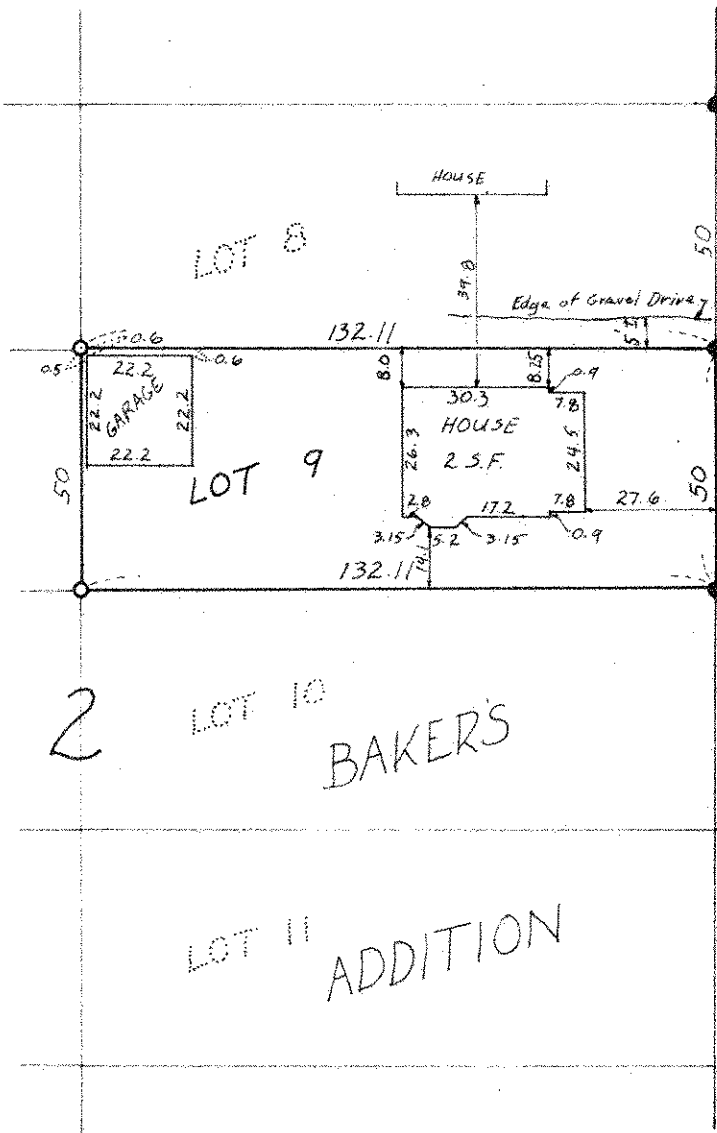 HOUSE
LOT 8
50
39.8
Edge of Gravel Drive
5'±
0.6
132.11
0.5
0.6
22.2
8.0
8.25
0.9
22.2
GARAGE
22.2
30.3
7.8
HOUSE
26.3
24.5
22.2
2 S.F.
LOT 9
50
50
2.8
17.2
7.8
27.6
3.15
5.2
3.15
0.9
14.1
132.11
2
LOT 10
BAKER'S
LOT 11
ADDITION